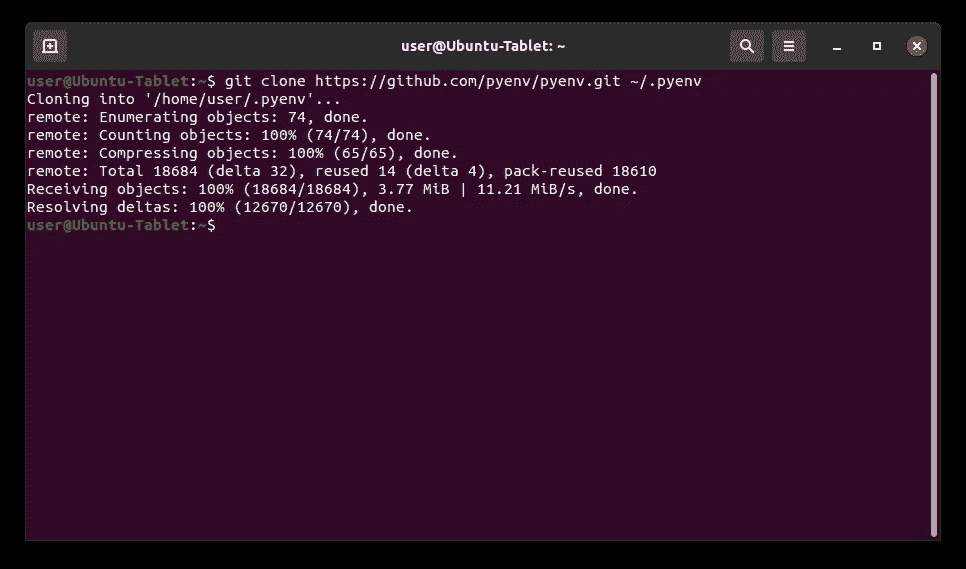 user@Ubuntu-Tablet: ~
user@Ubuntu-Tablet:~$ git clone https://github.com/pyenv/pyenv.git ~/.pyenv
Cloning into '/home/user/.pyenv'...
remote: Enumerating objects: 74, done.
remote: Counting objects: 100% (74/74), done.
remote: Compressing objects: 100% (65/65), done.
remote: Total 18684 (delta 32), reused 14 (delta 4), pack-reused 18610
Receiving objects: 100% (18684/18684), 3.77 MiB | 11.21 MiB/s, done.
Resolving deltas: 100% (12670/12670), done.
user@Ubuntu-Tablet:~$